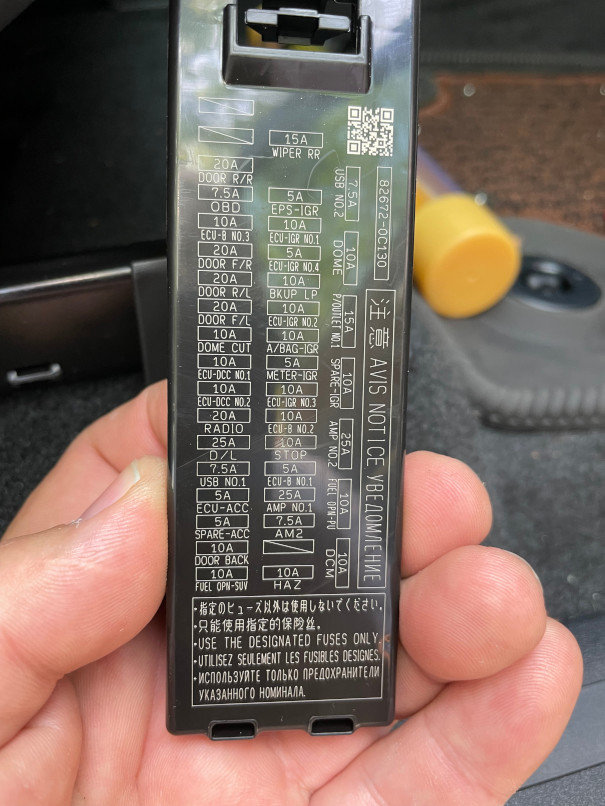 15A
WIPER RR
20A
DOOR R/R
7.5A
OBD
10A
ECU-B NO.3
20A
DOOR F/R
20A
DOOR R/L
20A
DOOR F/L
10A
DOME CUT
10A
ECU-DCC NO.1
10A
ECU-DCC NO.2
20A
RADIO
25A
D/L
7.5A
USB NO.1
5A
ECU-ACC
5A
SPARE-ACC
10A
DOOR BACK
10A
FUEL OPN-SUV
5A
EPS-IGR
10A
ECU-IGR NO.1
5A
ECU-IGR NO.4
10A
BKUP LP
10A
ECU-IGR NO.2
10A
A/BAG-IGR
5A
METER-IGR
10A
ECU-IGR NO.3
10A
ECU-B NO.2
10A
STOP
5A
ECU-B NO.1
25A
AMP NO.1
7.5A
AM2
10A
HAZ
7.5A
USB NO.2
10A
DOME
15A
P/OUTLET NO.1
10A
SPARE-IGR
25A
AMP NO.2
10A
FUEL OPN-PU
10A
DCM
82672-0C130
注意 AVIS NOTICE УВЕДОМЛЕНИЕ
・指定のヒューズ以外は使用しないでください。
・只能使用指定的保险丝。
・USE THE DESIGNATED FUSES ONLY.
・UTILISEZ SEULEMENT LES FUSIBLES DESIGNES.
・ИСПОЛЬЗУЙТЕ ТОЛЬКО ПРЕДОХРАНИТЕЛИ
УКАЗАННОГО НОМИНАЛА.